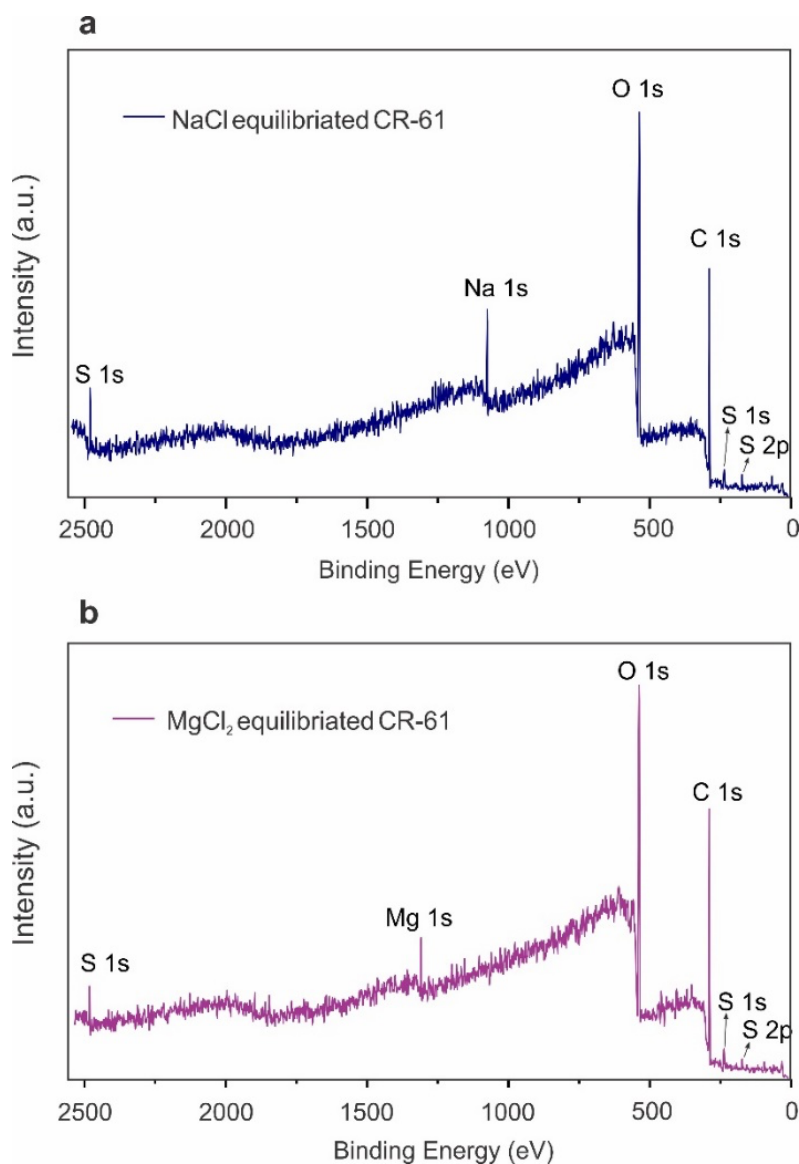 a
NaCl equilibriated CR-61
O 1s
C 1s
Na 1s
S 1s
S 1s
S 2p
Intensity (a.u.)
2500 2000 1500 1000 500 0
Binding Energy (eV)
b
O 1s
MgCl₂ equilibriated CR-61
C 1s
Mg 1s
S 1s
S 1s
S 2p
Intensity (a.u.)
2500 2000 1500 1000 500 0
Binding Energy (eV)